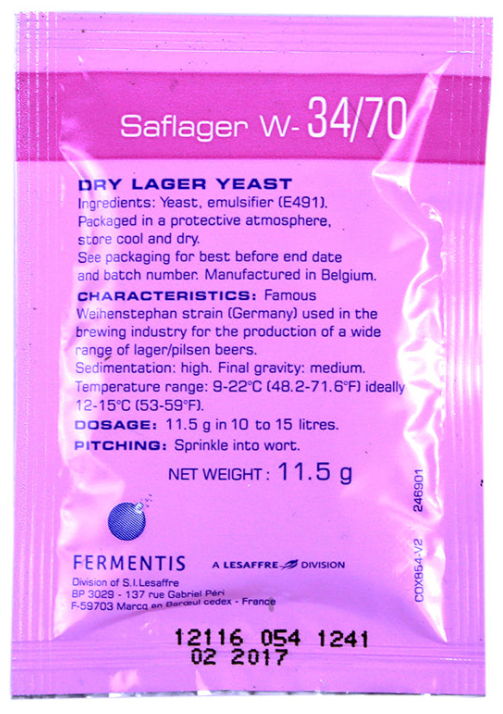 Saflager W- 34/70
DRY LAGER YEAST
Ingredients: Yeast, emulsifier (E491).
Packaged in a protective atmosphere,
store cool and dry.
See packaging for best before end date
and batch number. Manufactured in Belgium.
CHARACTERISTICS: Famous
Weihenstephan strain (Germany) used in the
brewing industry for the production of a wide
range of lager/pilsen beers.
Sedimentation: high. Final gravity: medium.
Temperature range: 9-22°C (48.2-71.6°F) ideally
12-15°C (53-59°F).
DOSAGE: 11.5 g in 10 to 15 litres.
PITCHING: Sprinkle into wort.
NET WEIGHT : 11.5 g
COX854-V2 246901
FERMENTIS A LESAFFRE DIVISION
Division of S.I.Lesaffre
BP 3029 - 137 rue Gabriel Péri
F-59703 Marcq en Barœul cedex - France
12116 054 1241
02 2017